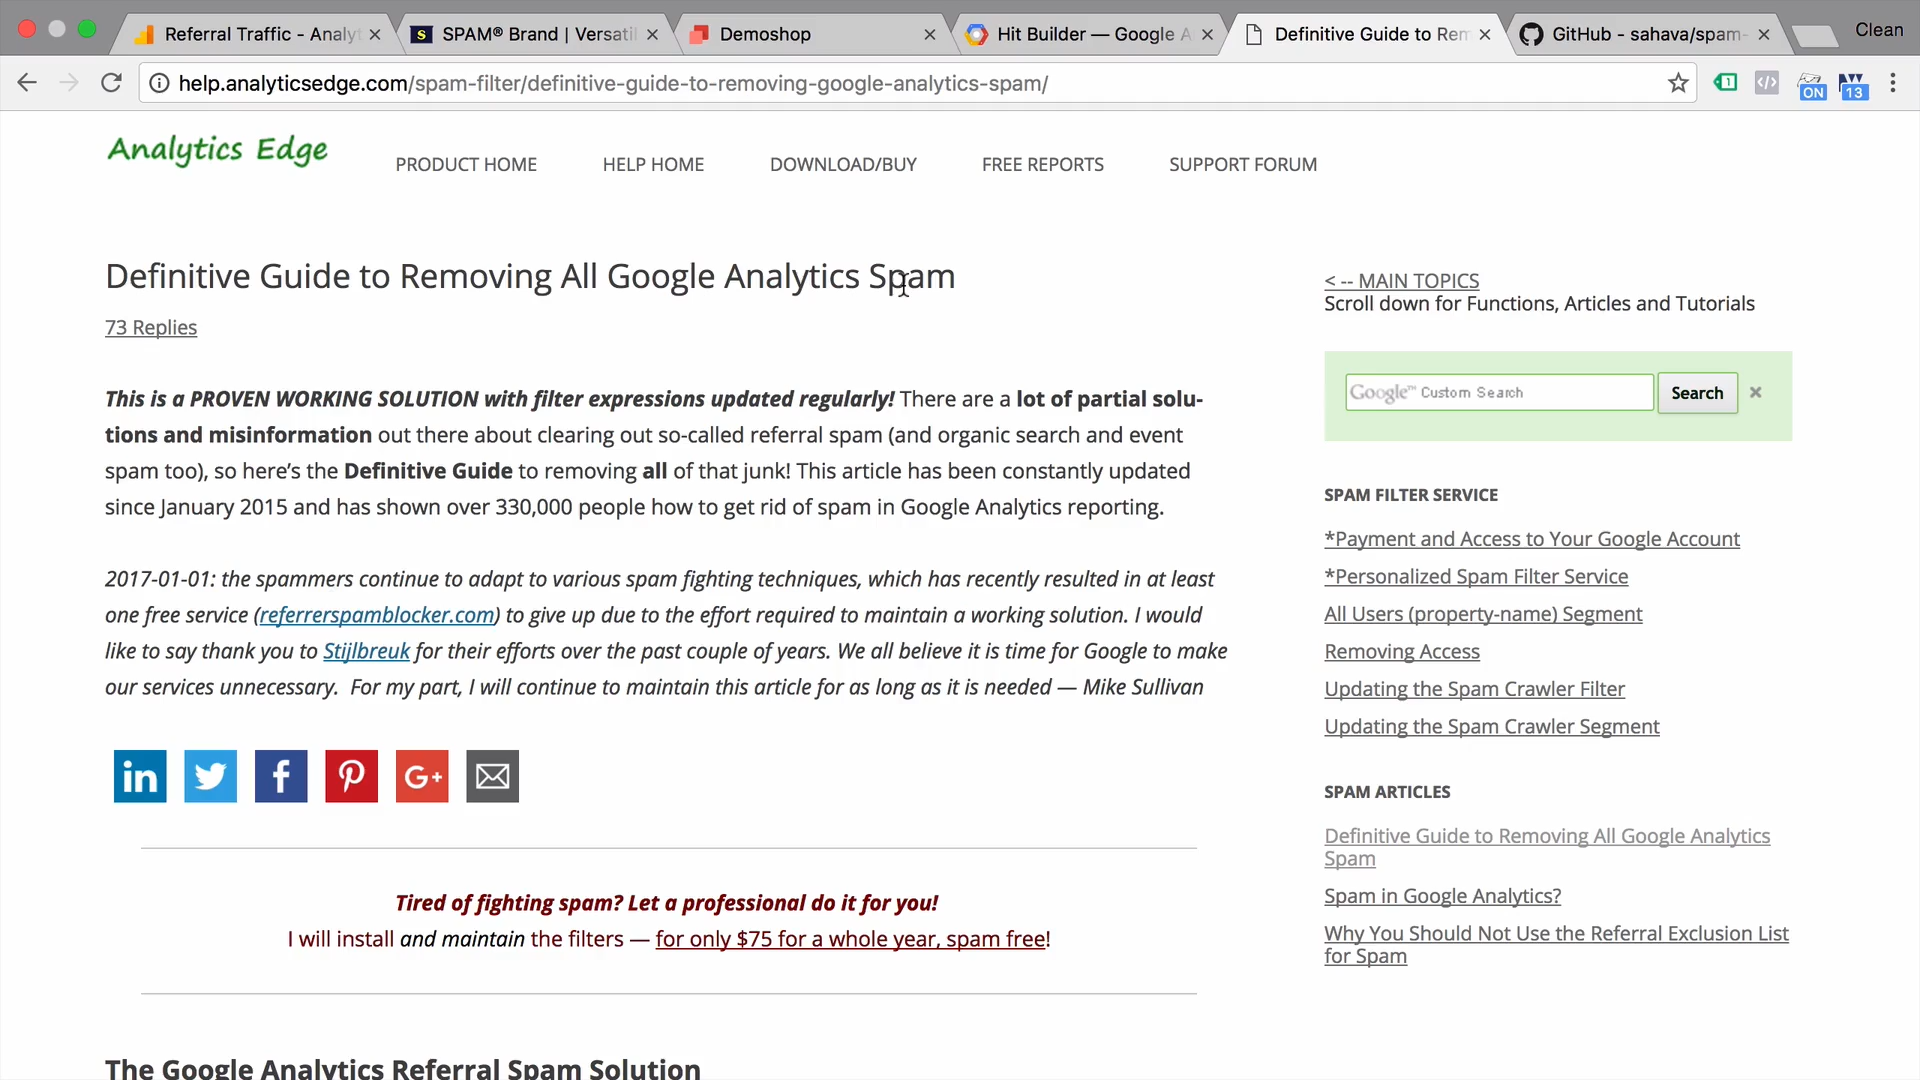 Referral Traffic - Analyt
SPAM® Brand | Versatil
Demoshop
Hit Builder — Google A
Definitive Guide to Rem
GitHub - sahava/spam-
Clean
help.analyticsedge.com/spam-filter/definitive-guide-to-removing-google-analytics-spam/
1
ON
13
Analytics Edge
PRODUCT HOME
HELP HOME
DOWNLOAD/BUY
FREE REPORTS
SUPPORT FORUM
Definitive Guide to Removing All Google Analytics Spam
73 Replies
This is a PROVEN WORKING SOLUTION with filter expressions updated regularly! There are a lot of partial solu-
tions and misinformation out there about clearing out so-called referral spam (and organic search and event
spam too), so here’s the Definitive Guide to removing all of that junk! This article has been constantly updated
since January 2015 and has shown over 330,000 people how to get rid of spam in Google Analytics reporting.
2017-01-01: the spammers continue to adapt to various spam fighting techniques, which has recently resulted in at least
one free service (referrerspamblocker.com) to give up due to the effort required to maintain a working solution. I would
like to say thank you to Stijlbreuk for their efforts over the past couple of years. We all believe it is time for Google to make
our services unnecessary.  For my part, I will continue to maintain this article for as long as it is needed — Mike Sullivan
in
f
G+
Tired of fighting spam? Let a professional do it for you!
I will install and maintain the filters — for only $75 for a whole year, spam free!
The Google Analytics Referral Spam Solution
< -- MAIN TOPICS
Scroll down for Functions, Articles and Tutorials
Google™ Custom Search
Search
SPAM FILTER SERVICE
*Payment and Access to Your Google Account
*Personalized Spam Filter Service
All Users (property-name) Segment
Removing Access
Updating the Spam Crawler Filter
Updating the Spam Crawler Segment
SPAM ARTICLES
Definitive Guide to Removing All Google Analytics
Spam
Spam in Google Analytics?
Why You Should Not Use the Referral Exclusion List
for Spam